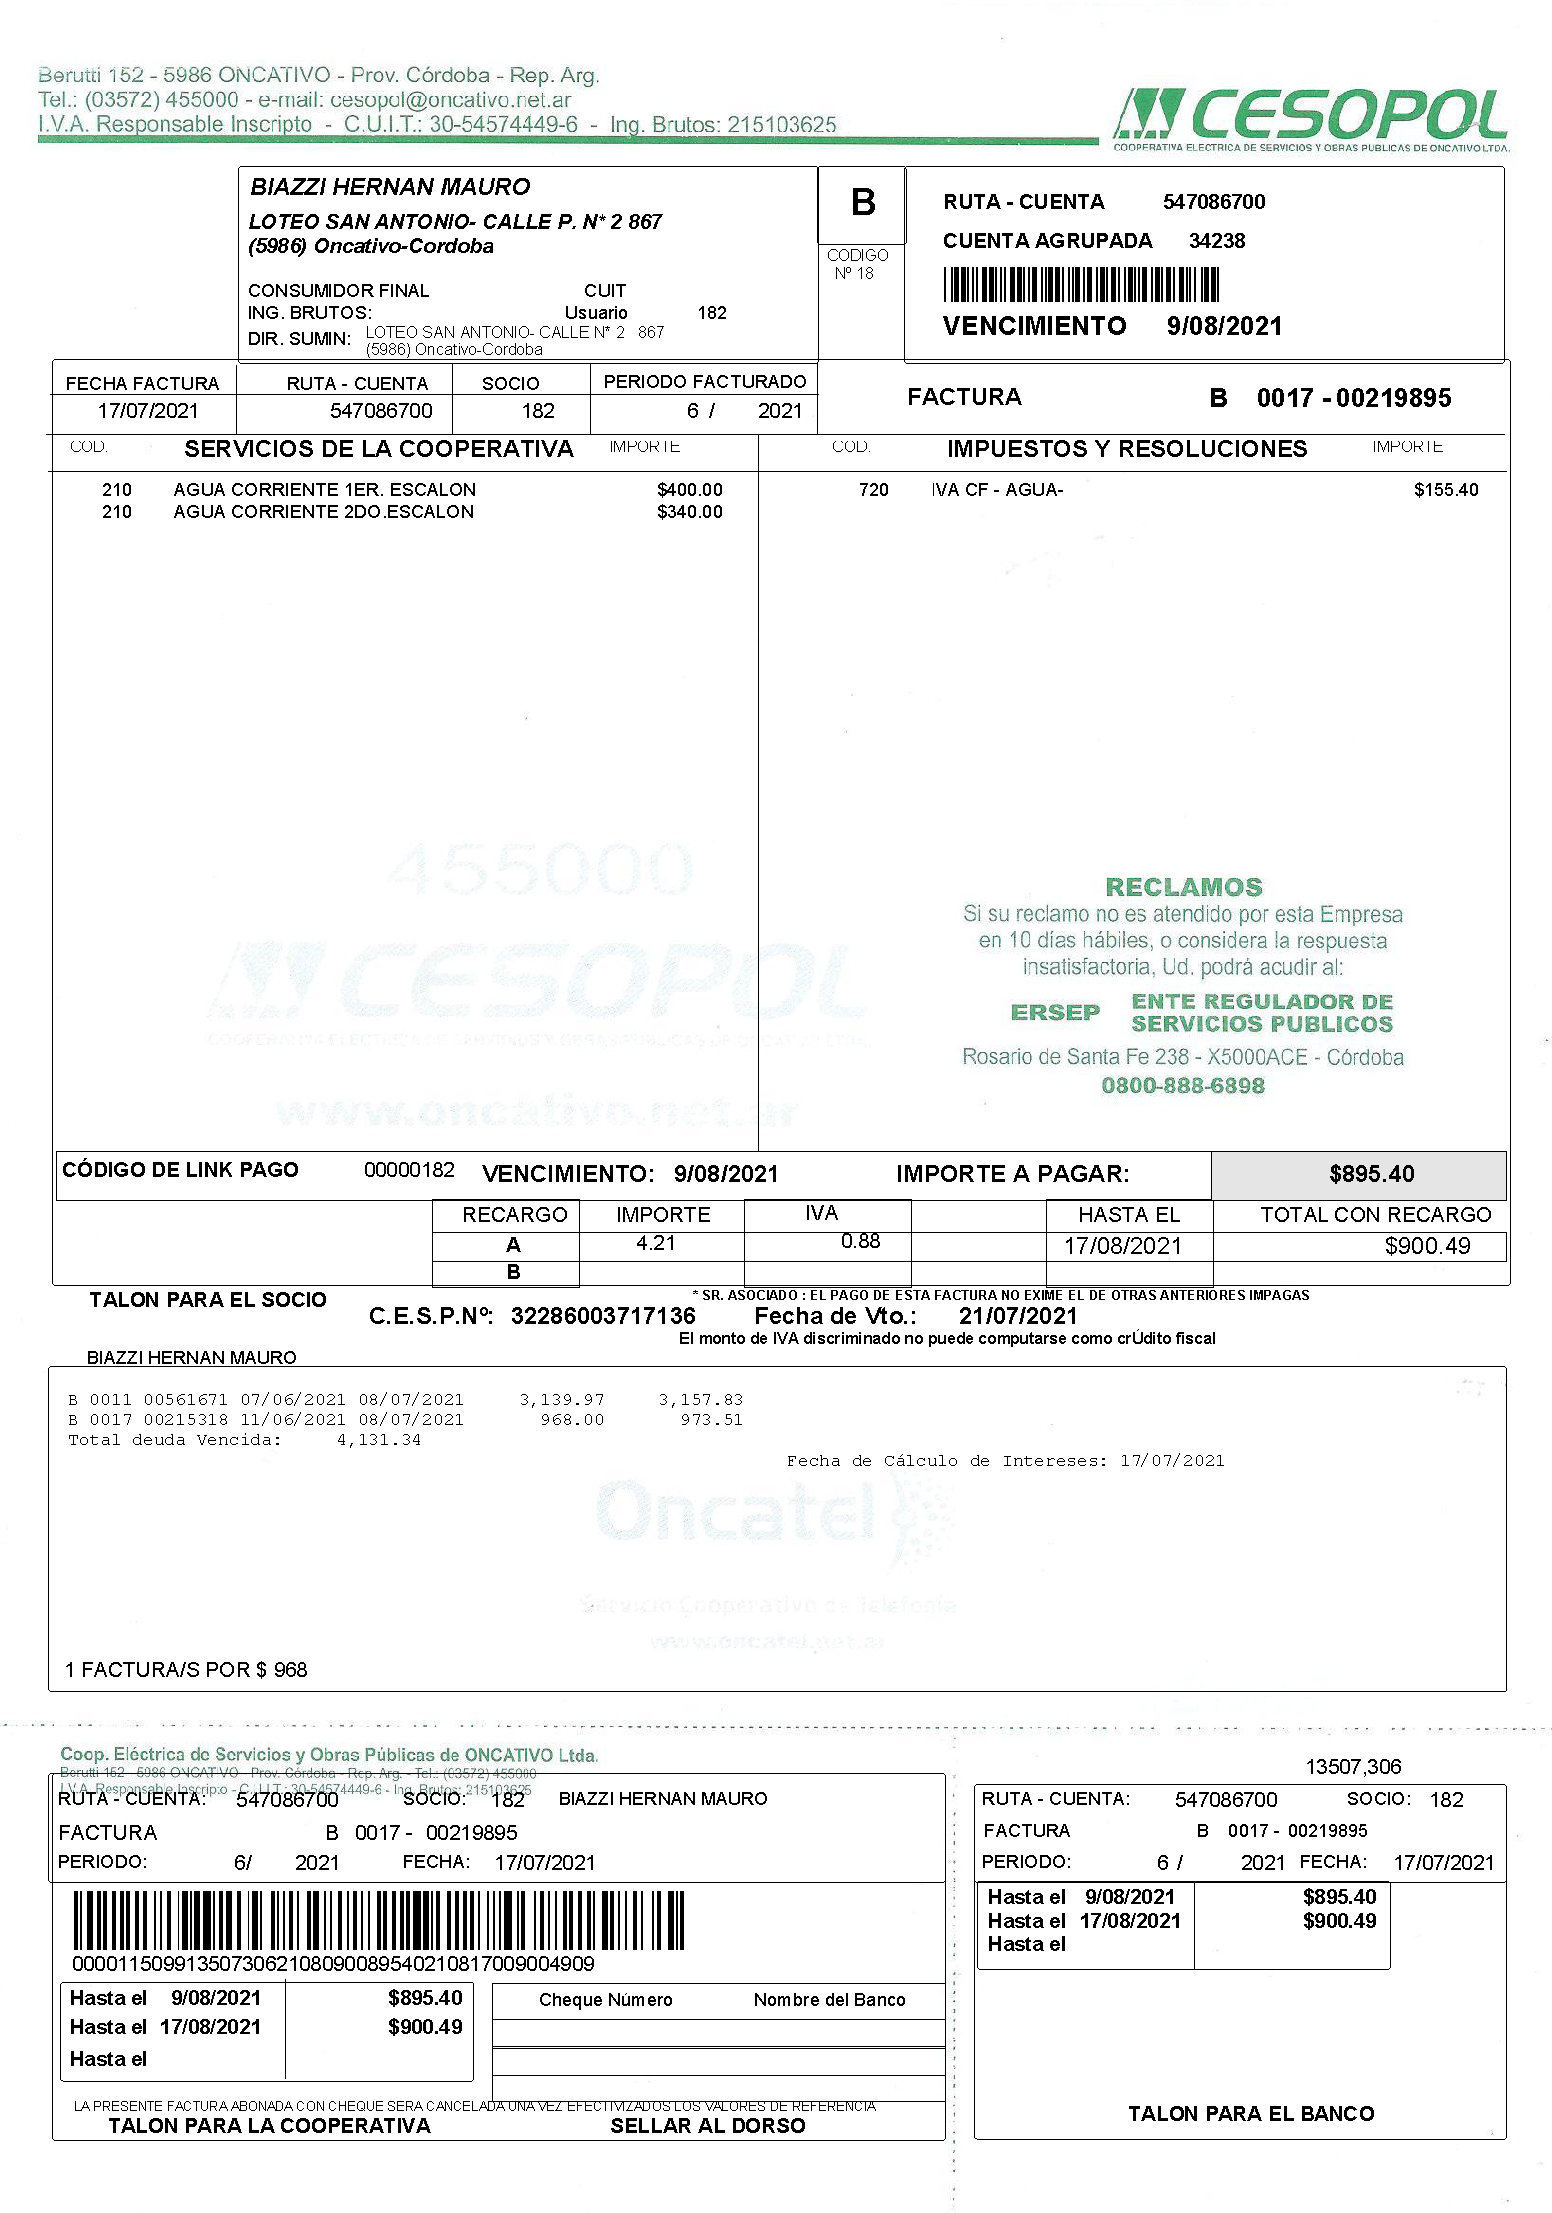 Berutti 152 - 5986 ONCATIVO - Prov. Córdoba - Rep. Arg.
Tel.: (03572) 455000 - e-mail: cesopol@oncativo.net.ar
I.V.A. Responsable Inscripto - C.U.I.T.: 30-54574449-6 - Ing. Brutos: 215103625
CESOPOL
COOPERATIVA ELECTRICA DE SERVICIOS Y OBRAS PUBLICAS DE ONCATIVO LTDA.
BIAZZI HERNAN MAURO
LOTEO SAN ANTONIO- CALLE P. N* 2 867
(5986) Oncativo-Cordoba
CONSUMIDOR FINAL CUIT
ING. BRUTOS: Usuario 182
DIR. SUMIN: LOTEO SAN ANTONIO- CALLE N* 2 867
(5986) Oncativo-Cordoba
B
CODIGO
Nº 18
RUTA - CUENTA 547086700
CUENTA AGRUPADA 34238
VENCIMIENTO 9/08/2021
FECHA FACTURA RUTA - CUENTA SOCIO PERIODO FACTURADO
17/07/2021 547086700 182 6 / 2021
FACTURA B 0017 - 00219895
COD. SERVICIOS DE LA COOPERATIVA IMPORTE COD. IMPUESTOS Y RESOLUCIONES IMPORTE
210 AGUA CORRIENTE 1ER. ESCALON $400.00 720 IVA CF - AGUA- $155.40
210 AGUA CORRIENTE 2DO.ESCALON $340.00
455000
CESOPOL
COOPERATIVA ELECTRICA DE SERVICIOS Y OBRAS PUBLICAS DE ONCATIVO LTDA.
www.oncativo.net.ar
RECLAMOS
Si su reclamo no es atendido por esta Empresa
en 10 días hábiles, o considera la respuesta
insatisfactoria, Ud. podrá acudir al:
ERSEP ENTE REGULADOR DE
SERVICIOS PUBLICOS
Rosario de Santa Fe 238 - X5000ACE - Córdoba
0800-888-6898
CÓDIGO DE LINK PAGO 00000182 VENCIMIENTO: 9/08/2021 IMPORTE A PAGAR: $895.40
RECARGO IMPORTE IVA HASTA EL TOTAL CON RECARGO
A 4.21 0.88 17/08/2021 $900.49
B
TALON PARA EL SOCIO
* SR. ASOCIADO : EL PAGO DE ESTA FACTURA NO EXIME EL DE OTRAS ANTERIORES IMPAGAS
C.E.S.P.Nº: 32286003717136 Fecha de Vto.: 21/07/2021
El monto de IVA discriminado no puede computarse como crÚdito fiscal
BIAZZI HERNAN MAURO
B 0011 00561671 07/06/2021 08/07/2021 3,139.97 3,157.83
B 0017 00215318 11/06/2021 08/07/2021 968.00 973.51
Total deuda Vencida: 4,131.34
Fecha de Cálculo de Intereses: 17/07/2021
Oncatel
Servicio Cooperativo de Telefonía
www.oncatel.net.ar
1 FACTURA/S POR $ 968
Coop. Eléctrica de Servicios y Obras Públicas de ONCATIVO Ltda.
Berutti 152 - 5986 ONCATIVO - Prov. Córdoba - Rep. Arg. - Tel.: (03572) 455000
I.V.A. Responsable Inscripto - C.U.I.T.: 30-54574449-6 - Ing. Brutos: 215103625
RUTA - CUENTA: 547086700 SOCIO: 182 BIAZZI HERNAN MAURO
FACTURA B 0017 - 00219895
PERIODO: 6/ 2021 FECHA: 17/07/2021
0000115099135073062108090089540210817009004909
Hasta el 9/08/2021 $895.40
Hasta el 17/08/2021 $900.49
Hasta el
Cheque Número Nombre del Banco
LA PRESENTE FACTURA ABONADA CON CHEQUE SERA CANCELADA UNA VEZ EFECTIVIZADOS LOS VALORES DE REFERENCIA
TALON PARA LA COOPERATIVA SELLAR AL DORSO
13507,306
RUTA - CUENTA: 547086700 SOCIO: 182
FACTURA B 0017 - 00219895
PERIODO: 6 / 2021 FECHA: 17/07/2021
Hasta el 9/08/2021 $895.40
Hasta el 17/08/2021 $900.49
Hasta el
TALON PARA EL BANCO